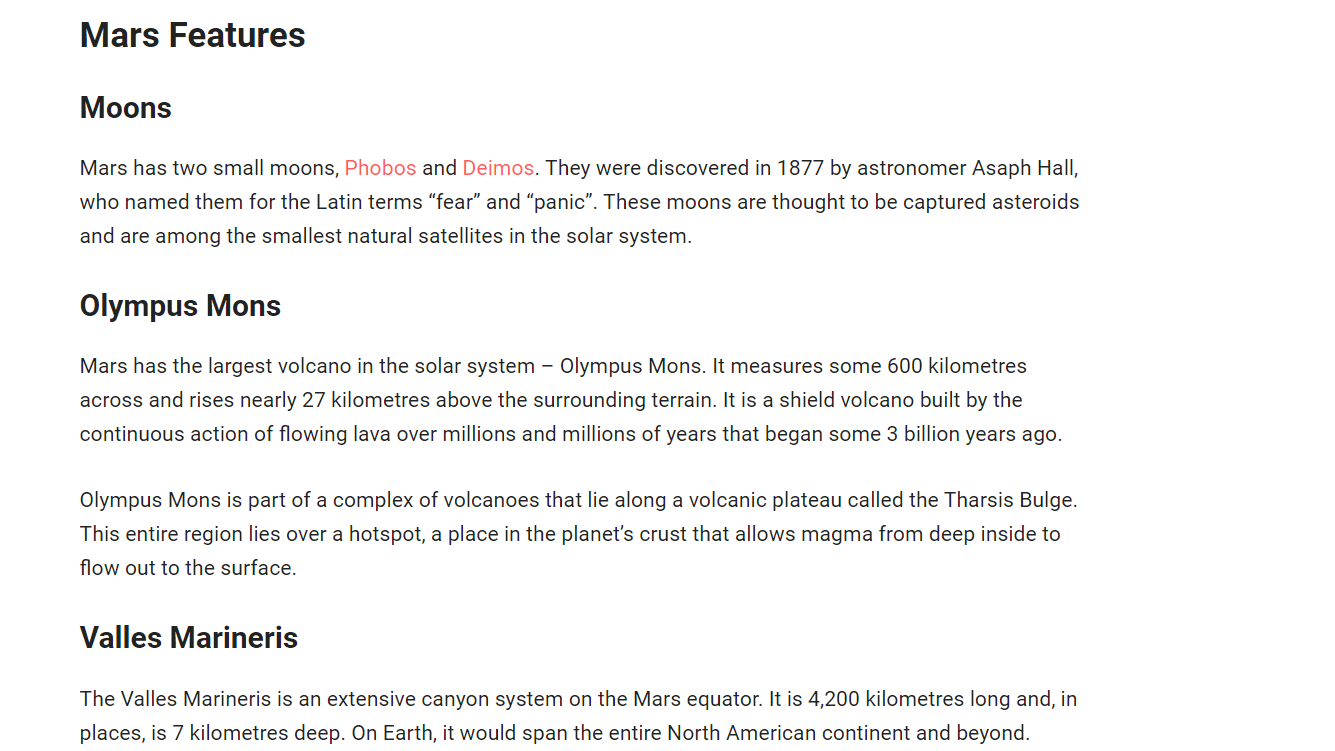 Mars Features
Moons
Mars has two small moons, Phobos and Deimos. They were discovered in 1877 by astronomer Asaph Hall,
who named them for the Latin terms “fear” and “panic”. These moons are thought to be captured asteroids
and are among the smallest natural satellites in the solar system.
Olympus Mons
Mars has the largest volcano in the solar system – Olympus Mons. It measures some 600 kilometres
across and rises nearly 27 kilometres above the surrounding terrain. It is a shield volcano built by the
continuous action of flowing lava over millions and millions of years that began some 3 billion years ago.
Olympus Mons is part of a complex of volcanoes that lie along a volcanic plateau called the Tharsis Bulge.
This entire region lies over a hotspot, a place in the planet’s crust that allows magma from deep inside to
flow out to the surface.
Valles Marineris
The Valles Marineris is an extensive canyon system on the Mars equator. It is 4,200 kilometres long and, in
places, is 7 kilometres deep. On Earth, it would span the entire North American continent and beyond.